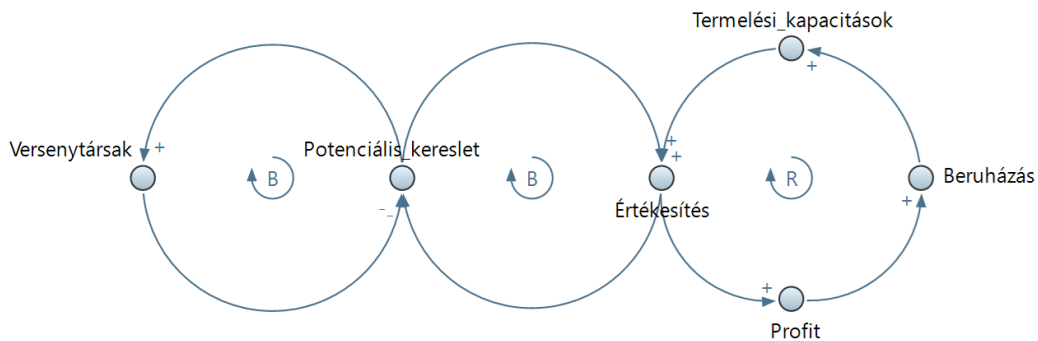 Termelési_kapacitások
+
Versenytársak
+
Potenciális_kereslet
+
+
B
B
R
Beruházás
+
Értékesítés
-
-
+
Profit